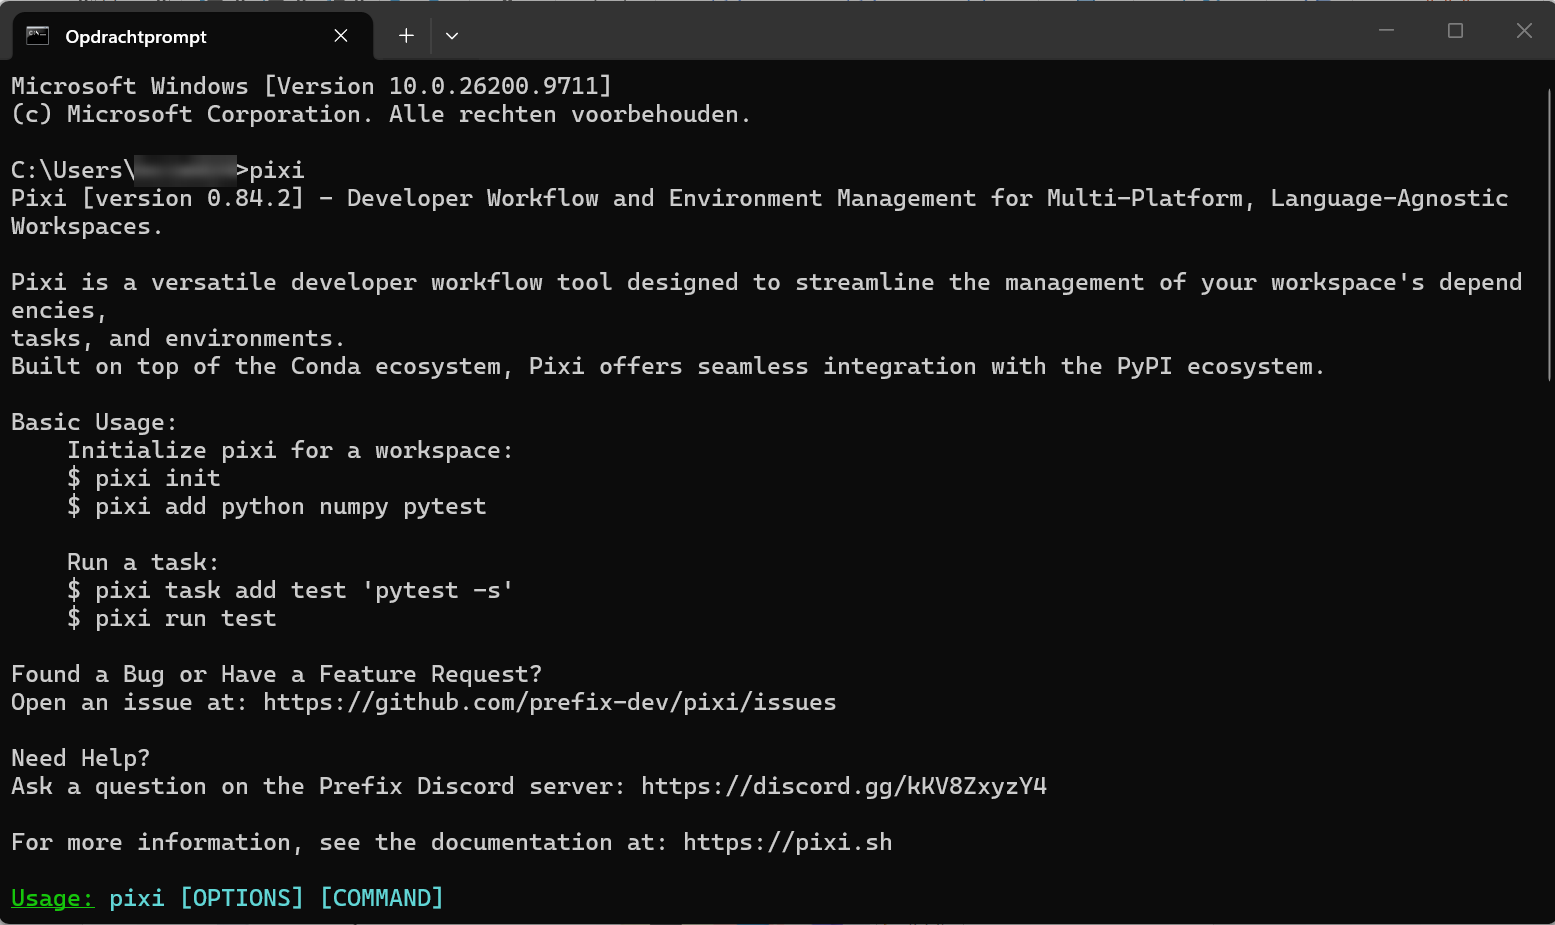 Opdrachtprompt
Microsoft Windows [Version 10.0.26200.9711]
(c) Microsoft Corporation. Alle rechten voorbehouden.
C:\Users\ >pixi
Pixi [version 0.84.2] - Developer Workflow and Environment Management for Multi-Platform, Language-Agnostic
Workspaces.
Pixi is a versatile developer workflow tool designed to streamline the management of your workspace's depend
encies,
tasks, and environments.
Built on top of the Conda ecosystem, Pixi offers seamless integration with the PyPI ecosystem.
Basic Usage:
Initialize pixi for a workspace:
$ pixi init
$ pixi add python numpy pytest
Run a task:
$ pixi task add test 'pytest -s'
$ pixi run test
Found a Bug or Have a Feature Request?
Open an issue at: https://github.com/prefix-dev/pixi/issues
Need Help?
Ask a question on the Prefix Discord server: https://discord.gg/kKV8ZxyzY4
For more information, see the documentation at: https://pixi.sh
Usage: pixi [OPTIONS] [COMMAND]